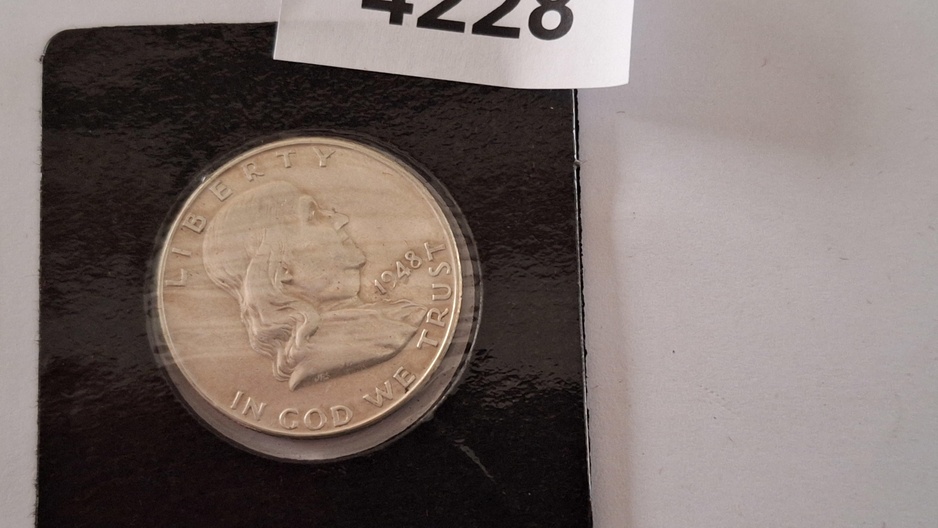 4228
LIBERTY
1948
IN GOD WE TRUST